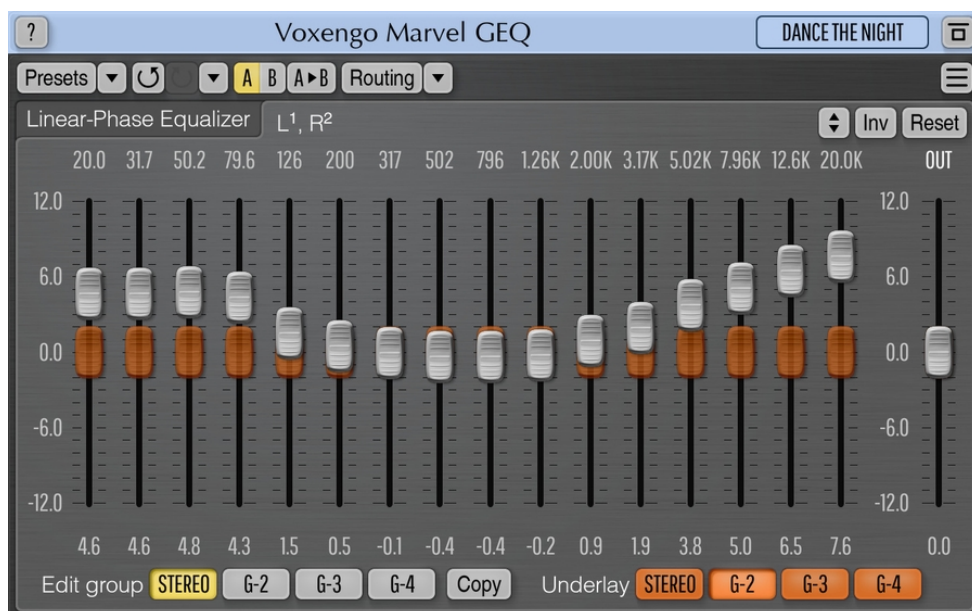 ? Voxengo Marvel GEQ DANCE THE NIGHT
Presets A B A▸B Routing
Linear-Phase Equalizer L¹, R² Inv Reset
20.0 31.7 50.2 79.6 126 200 317 502 796 1.26K 2.00K 3.17K 5.02K 7.96K 12.6K 20.0K OUT
12.0 12.0
6.0 6.0
0.0 0.0
-6.0 -6.0
-12.0 -12.0
4.6 4.6 4.8 4.3 1.5 0.5 -0.1 -0.4 -0.4 -0.2 0.9 1.9 3.8 5.0 6.5 7.6 0.0
Edit group STEREO G-2 G-3 G-4 Copy Underlay STEREO G-2 G-3 G-4